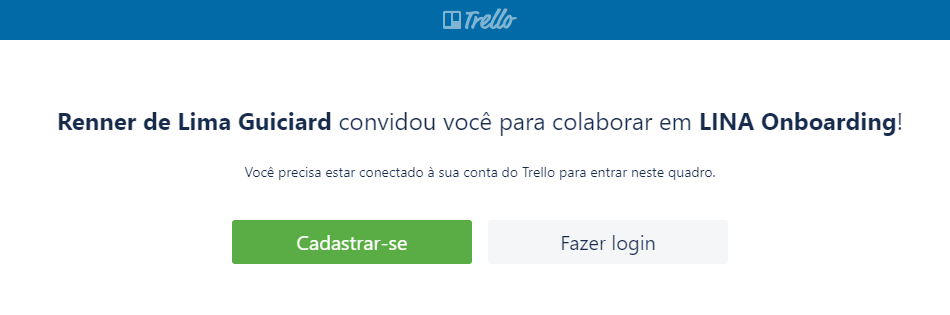 Trello
Renner de Lima Guiciard convidou você para colaborar em LINA Onboarding!
Você precisa estar conectado à sua conta do Trello para entrar neste quadro.
Cadastrar-se
Fazer login